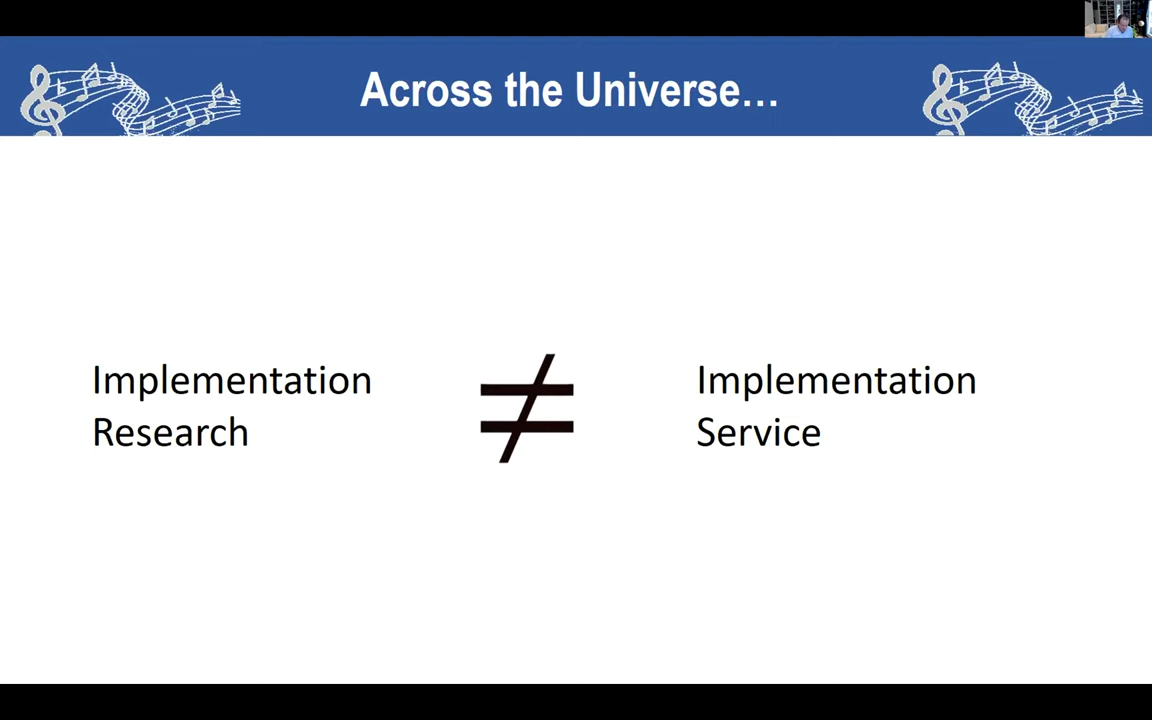 Across the Universe…
Implementation
Research
≠
Implementation
Service